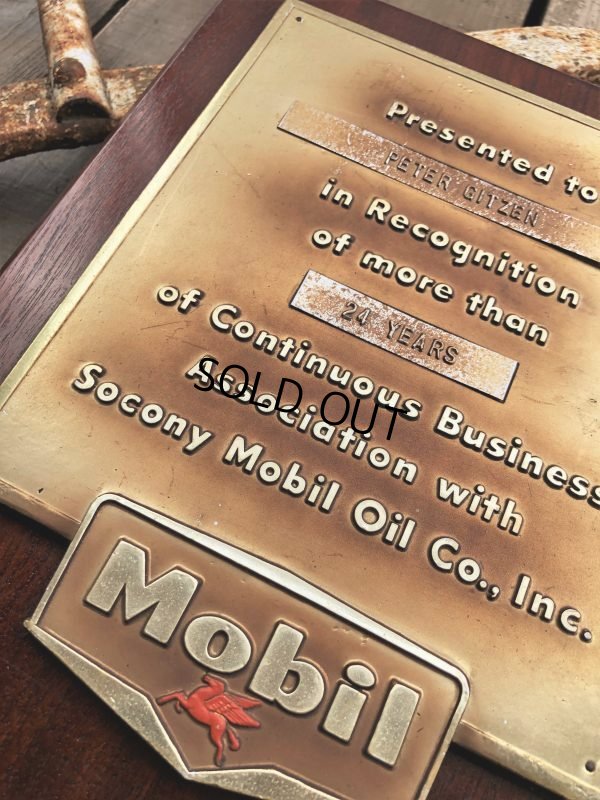 Presented to
PETER GITZEN
in Recognition
of more than
24 YEARS
of Continuous Business
Association with
Socony Mobil Oil Co., Inc.
Mobil
SOLD OUT